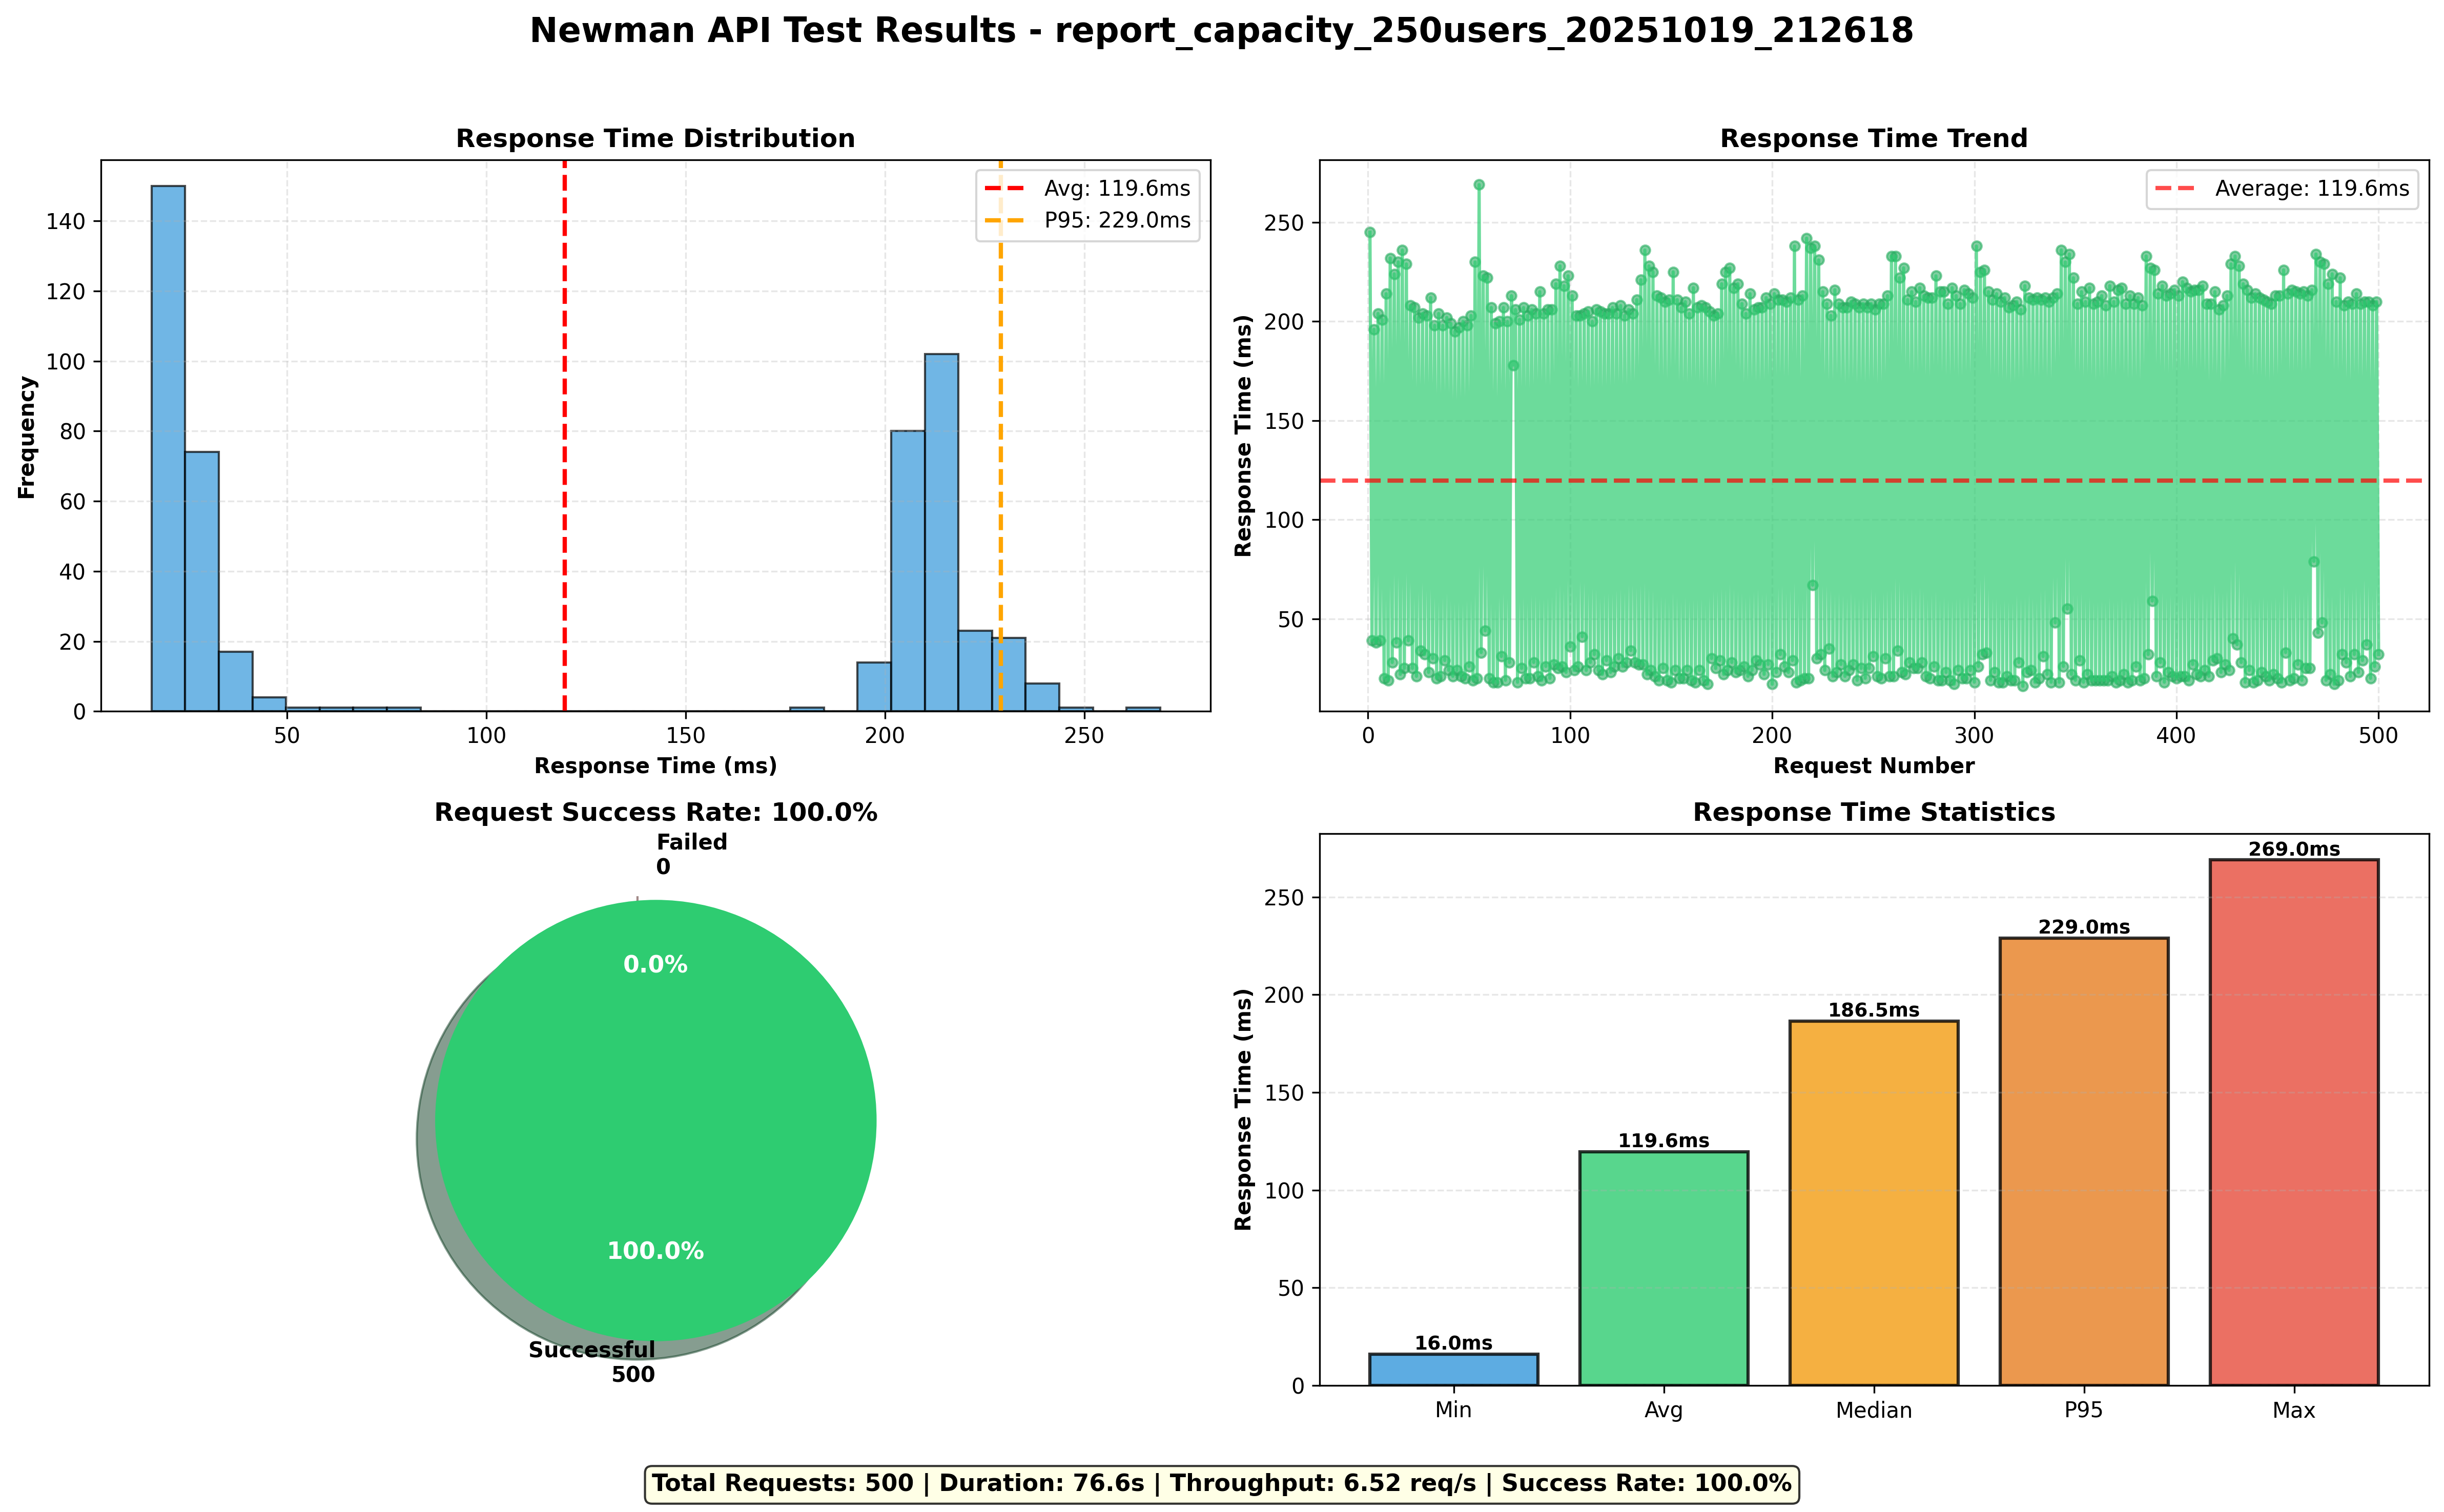 Newman API Test Results - report_capacity_250users_20251019_212618
Response Time Distribution
Avg: 119.6ms
P95: 229.0ms
Frequency
140
120
100
80
60
40
20
0
50
100
150
200
250
Response Time (ms)
Response Time Trend
Average: 119.6ms
Response Time (ms)
250
200
150
100
50
0
100
200
300
400
500
Request Number
Request Success Rate: 100.0%
Failed
0
0.0%
100.0%
Successful
500
Response Time Statistics
Response Time (ms)
250
200
150
100
50
0
16.0ms
119.6ms
186.5ms
229.0ms
269.0ms
Min
Avg
Median
P95
Max
Total Requests: 500 | Duration: 76.6s | Throughput: 6.52 req/s | Success Rate: 100.0%